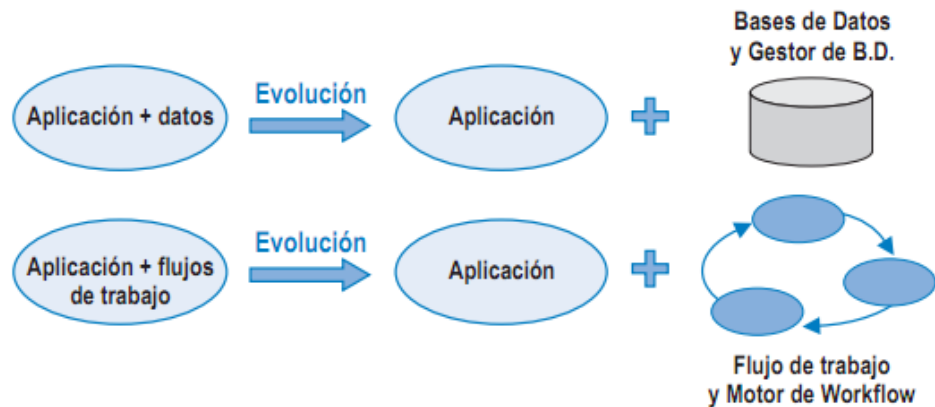 Bases de Datos
y Gestor de B.D.
Aplicación + datos
Evolución
Aplicación
Aplicación + flujos
de trabajo
Evolución
Aplicación
Flujo de trabajo
y Motor de Workflow